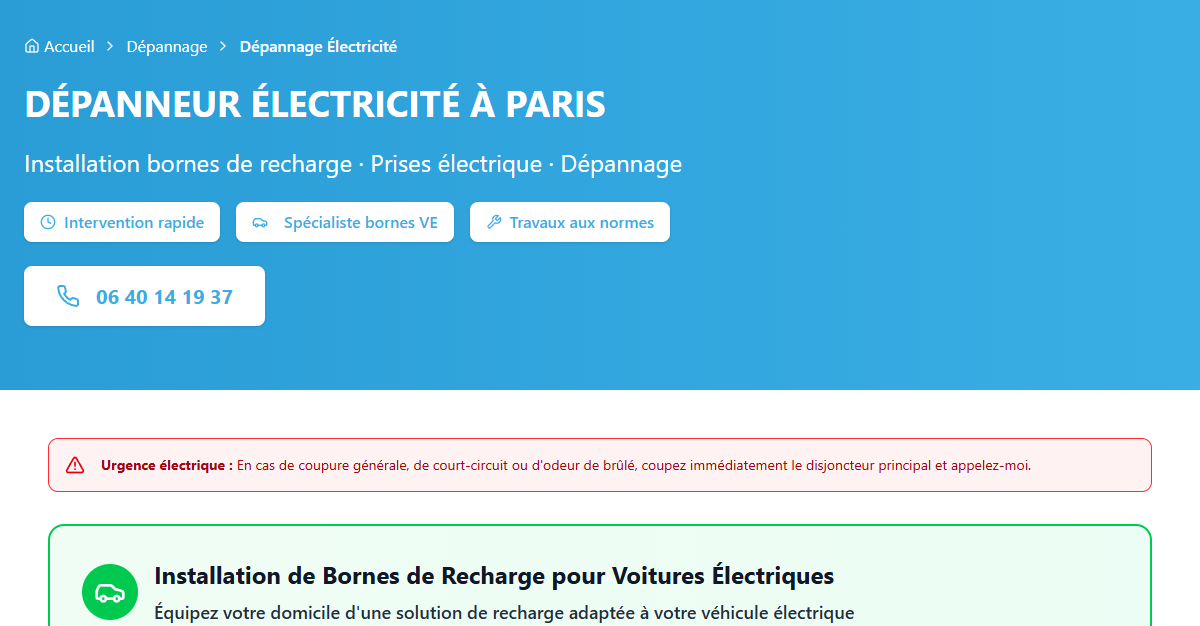 Accueil > Dépannage > Dépannage Électricité
DÉPANNEUR ÉLECTRICITÉ À PARIS
Installation bornes de recharge · Prises électrique · Dépannage
Intervention rapide
Spécialiste bornes VE
Travaux aux normes
06 40 14 19 37
Urgence électrique : En cas de coupure générale, de court-circuit ou d'odeur de brûlé, coupez immédiatement le disjoncteur principal et appelez-moi.
Installation de Bornes de Recharge pour Voitures Électriques
Équipez votre domicile d'une solution de recharge adaptée à votre véhicule électrique